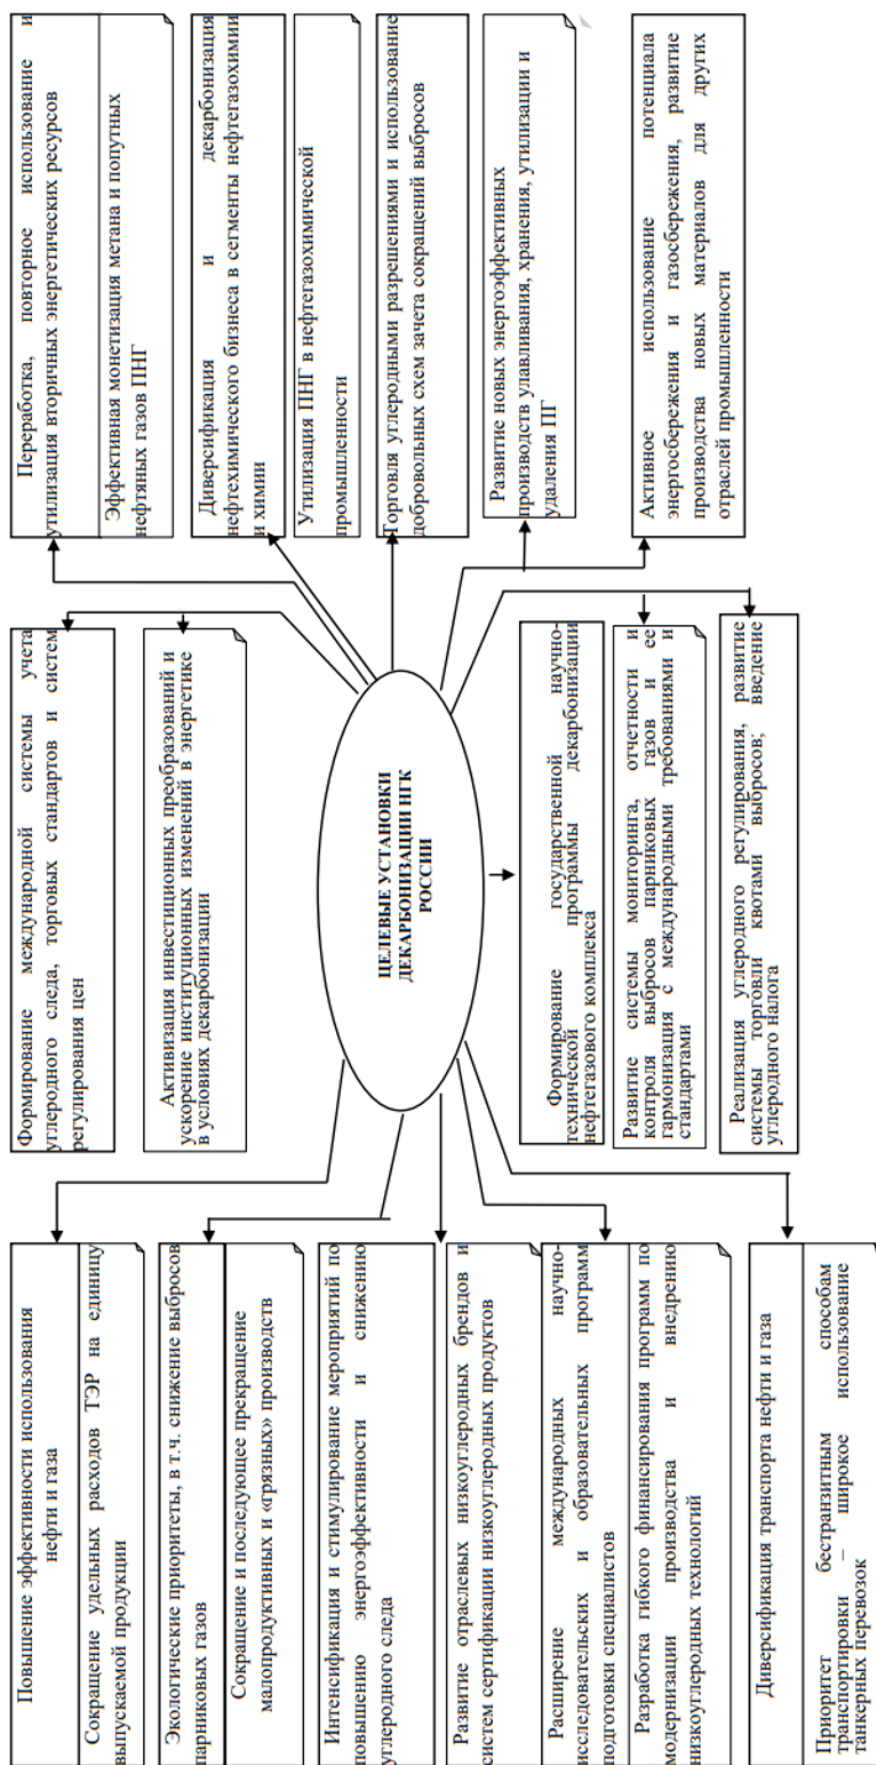 Повышение эффективности использования
нефти и газа
Сокращение удельных расходов ТЭР на единицу
выпускаемой продукции
Экологические приоритеты, в т.ч. снижение выбросов
парниковых газов
Сокращение и последующее прекращение
малопродуктивных и «грязных» производств
Интенсификация и стимулирование мероприятий по
повышению энергоэффективности и снижению
углеродного следа
Развитие отраслевых низкоуглеродных брендов и
систем сертификации низкоуглеродных продуктов
Расширение международных научно-
исследовательских и образовательных программ
подготовки специалистов
Разработка гибкого финансирования программ по
модернизации производства и внедрению
низкоуглеродных технологий
Диверсификация транспорта нефти и газа
Приоритет бестранзитным способам
транспортировки – широкое использование
танкерных перевозок
Формирование международной системы учета
углеродного следа, торговых стандартов и систем
регулирования цен
Активизация инвестиционных преобразований и
ускорение институционных изменений в энергетике
в условиях декарбонизации
ЦЕЛЕВЫЕ УСТАНОВКИ
ДЕКАРБОНИЗАЦИИ НГК
РОССИИ
Формирование государственной научно-
технической программы декарбонизации
нефтегазового комплекса
Развитие системы мониторинга, отчетности и
контроля выбросов парниковых газов и ее
гармонизация с международными требованиями и
стандартами
Реализация углеродного регулирования, развитие
системы торговли квотами выбросов; введение
углеродного налога
Переработка, повторное использование и
утилизация вторичных энергетических ресурсов
Эффективная монетизация метана и попутных
нефтяных газов ПНГ
Диверсификация и декарбонизация
нефтехимического бизнеса в сегменты нефтегазохимии
и химии
Утилизация ПНГ в нефтегазохимической
промышленности
Торговля углеродными разрешениями и использование
добровольных схем зачета сокращений выбросов
Развитие новых энергоэффективных
производств улавливания, хранения, утилизации и
удаления ПГ
Активное использование потенциала
энергосбережения и газосбережения, развитие
производства новых материалов для других
отраслей промышленности